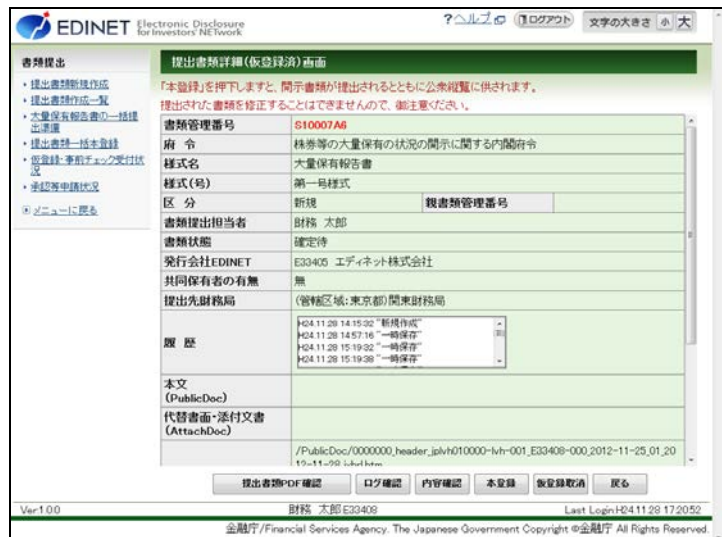 EDINET Electronic Disclosure for Investors' NETwork
?ヘルプ ログアウト 文字の大きさ 小 大
書類提出
提出書類新規作成
提出書類作成一覧
大量保有報告書の一括提出準備
提出書類一括本登録
仮登録・事前チェック受付状況
承認等申請状況
メニューに戻る
提出書類詳細(仮登録済)画面
「本登録」を押下しますと、開示書類が提出されるとともに公衆縦覧に供されます。
提出された書類を修正することはできませんので、御注意ください。
書類管理番号 S10007A6
府 令 株券等の大量保有の状況の開示に関する内閣府令
様式名 大量保有報告書
様式(号) 第一号様式
区 分 新規 親書類管理番号
書類提出担当者 財務 太郎
書類状態 確定待
発行会社EDINET E33405 エディネット株式会社
共同保有者の有無 無
提出先財務局 (管轄区域:東京都)関東財務局
履 歴
H24.11.28 14:15:32 "新規作成"
H24.11.28 14:57:16 "一時保存"
H24.11.28 15:19:32 "一時保存"
H24.11.28 15:19:38 "一時保存"
本文
(PublicDoc)
代替書面・添付文書
(AttachDoc)
/PublicDoc/0000000_header_jplvh010000-lvh-001_E33408-000_2012-11-25_01_20
12-11-28_ixbrl.htm
提出書類PDF確認 ログ確認 内容確認 本登録 仮登録取消 戻る
Ver.1.0.0 財務 太郎 E33408 Last Login:H24.11.28 17:20:52
金融庁/Financial Services Agency. The Japanese Government Copyright ©金融庁 All Rights Reserved.